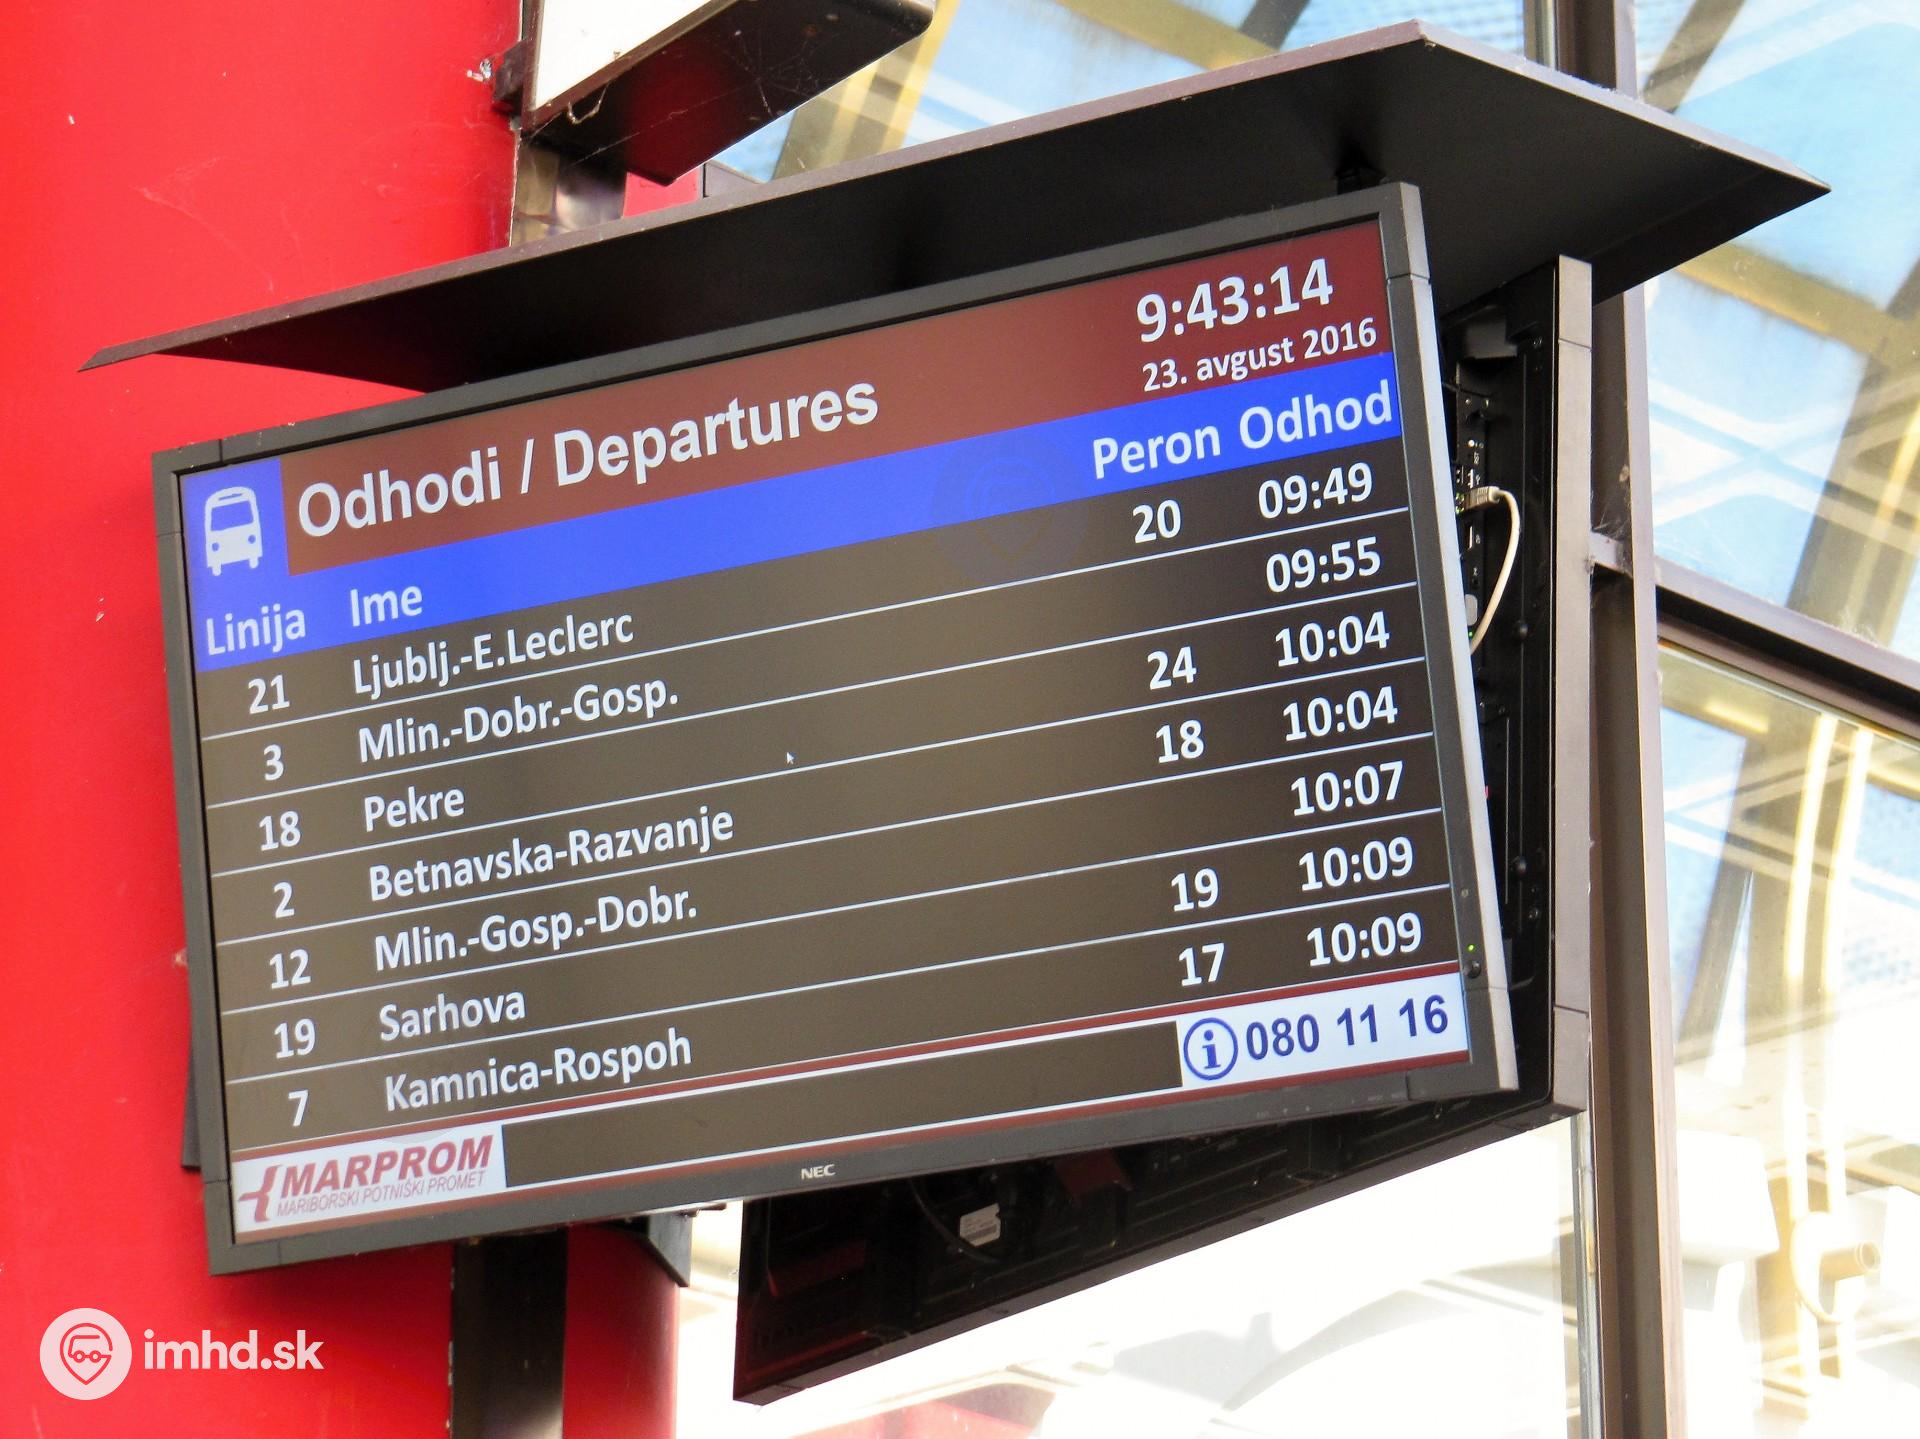 9:43:14
23. avgust 2016
Odhodi / Departures
Linija Ime Peron Odhod
21 Ljublj.-E.Leclerc 20 09:49
3 Mlin.-Dobr.-Gosp. 09:55
18 Pekre 24 10:04
2 Betnavska-Razvanje 18 10:04
12 Mlin.-Gosp.-Dobr. 10:07
19 Sarhova 19 10:09
7 Kamnica-Rospoh 17 10:09
i 080 11 16
MARPROM
MARIBORSKI POTNIŠKI PROMET
NEC
imhd.sk